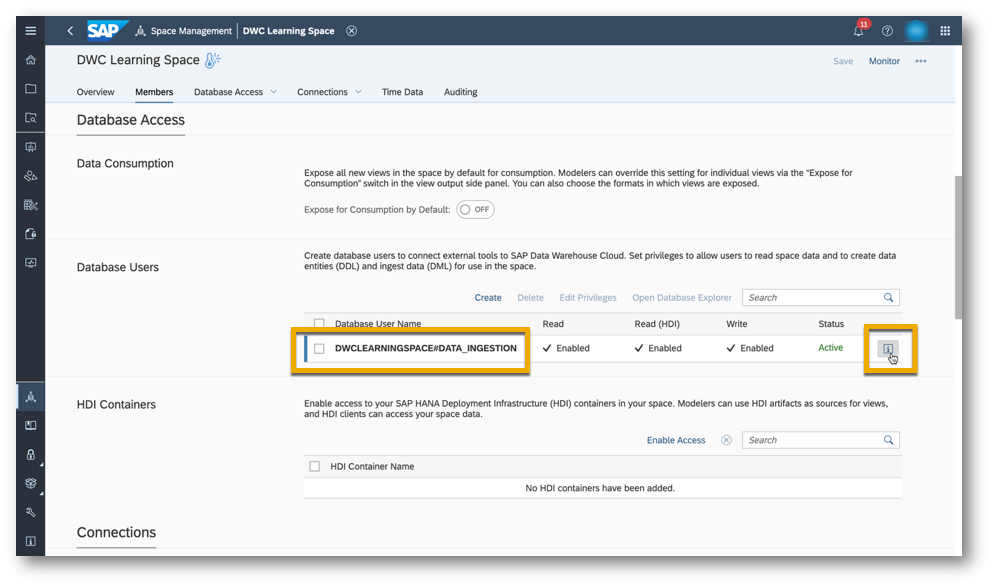 SAP Space Management DWC Learning Space 11
DWC Learning Space Save Monitor
Overview Members Database Access Connections Time Data Auditing
Database Access
Data Consumption
Expose all new views in the space by default for consumption. Modelers can override this setting for individual views via the "Expose for
Consumption" switch in the view output side panel. You can also choose the formats in which views are exposed.
Expose for Consumption by Default: OFF
Database Users
Create database users to connect external tools to SAP Data Warehouse Cloud. Set privileges to allow users to read space data and to create data
entities (DDL) and ingest data (DML) for use in the space.
Create Delete Edit Privileges Open Database Explorer Search
Database User Name Read Read (HDI) Write Status
DWCLEARNINGSPACE#DATA_INGESTION Enabled Enabled Enabled Active
HDI Containers
Enable access to your SAP HANA Deployment Infrastructure (HDI) containers in your space. Modelers can use HDI artifacts as sources for views,
and HDI clients can access your space data.
Enable Access Search
HDI Container Name
No HDI containers have been added.
Connections